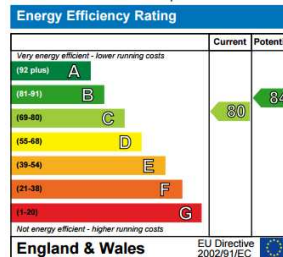 Energy Efficiency Rating
Current Potenti
Very energy efficient - lower running costs
(92 plus) A
(81-91) B
84
(69-80) C
80
(55-68) D
(39-54) E
(21-38) F
(1-20) G
Not energy efficient - higher running costs
England & Wales
EU Directive
2002/91/EC